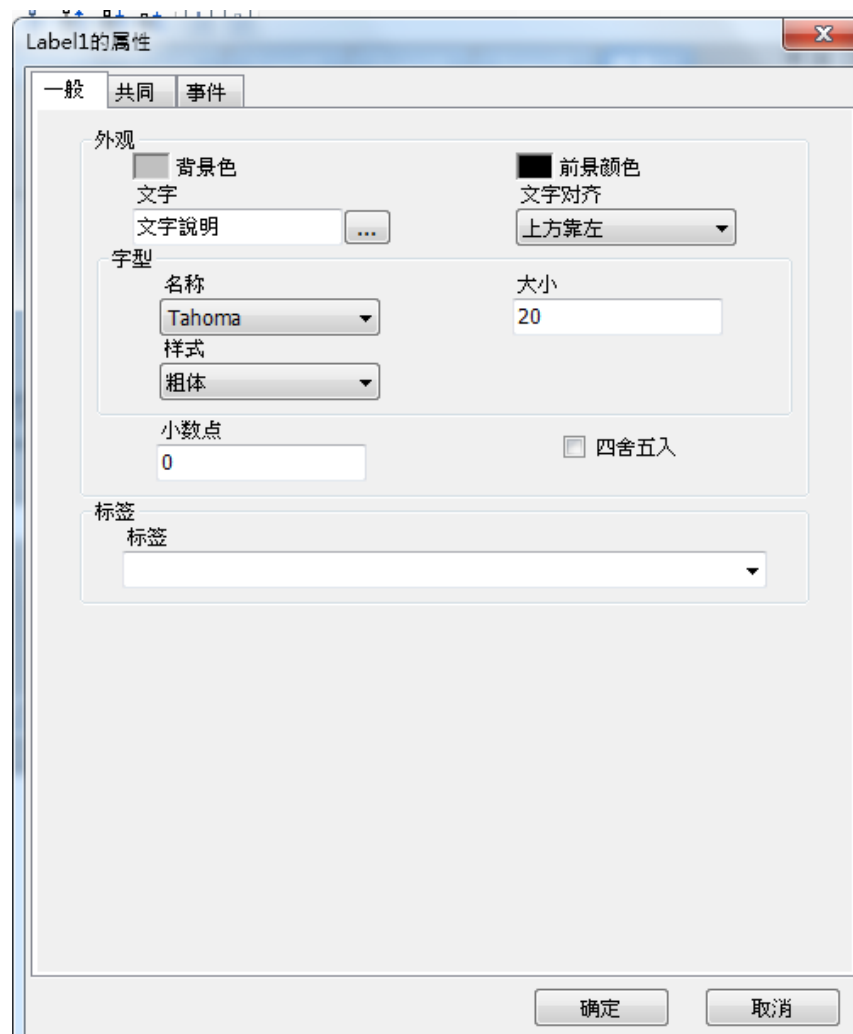 Label1的属性
一般 共同 事件
外观
背景色 前景颜色
文字 文字对齐
文字說明 ... 上方靠左
字型
名称 大小
Tahoma 20
样式
粗体
小数点
0 四舍五入
标签
标签
确定 取消